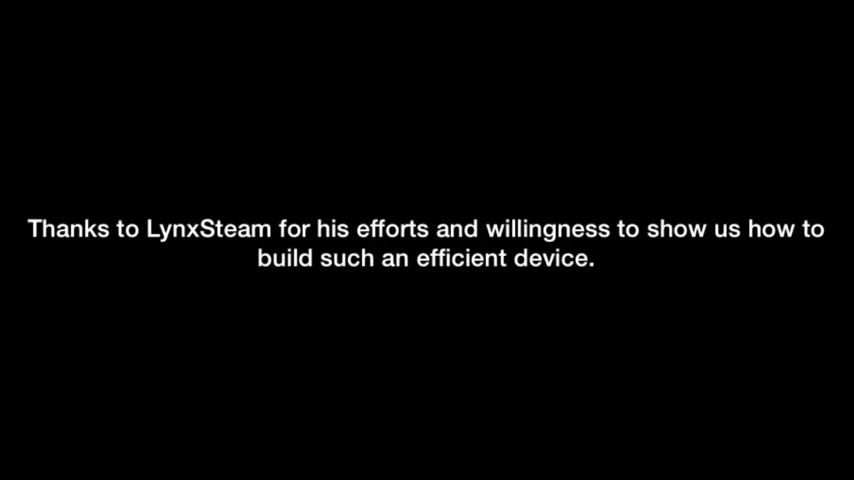 Thanks to LynxSteam for his efforts and willingness to show us how to
build such an efficient device.